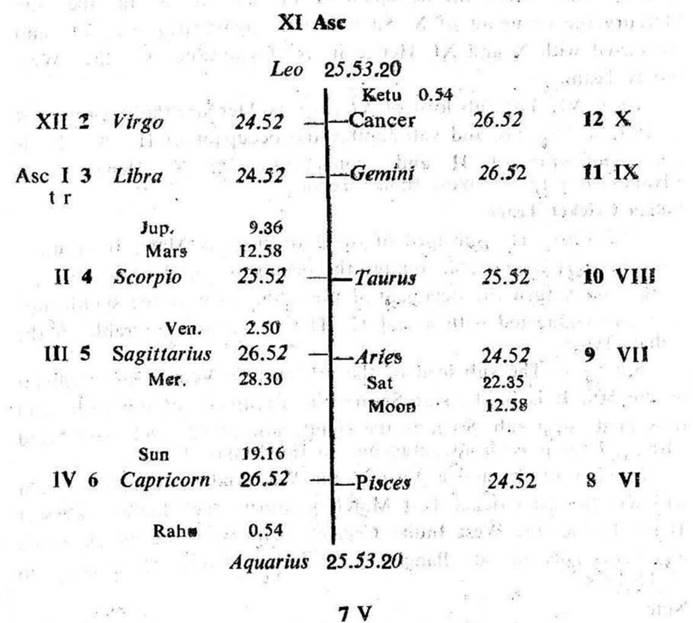 XI Asc
Leo 25.53.20
Ketu 0.54
XII 2 Virgo 24.52 Cancer 26.52 12 X
Asc I 3 Libra 24.52 Gemini 26.52 11 IX
t r
Jup. 9.36
Mars 12.58
II 4 Scorpio 25.52 Taurus 25.52 10 VIII
Ven. 2.50
III 5 Sagittarius 26.52 Aries 24.52 9 VII
Mer. 28.30 Sat 22.35
Moon 12.58
Sun 19.16
IV 6 Capricorn 26.52 Pisces 24.52 8 VI
Rahu 0.54
Aquarius 25.53.20
7 V